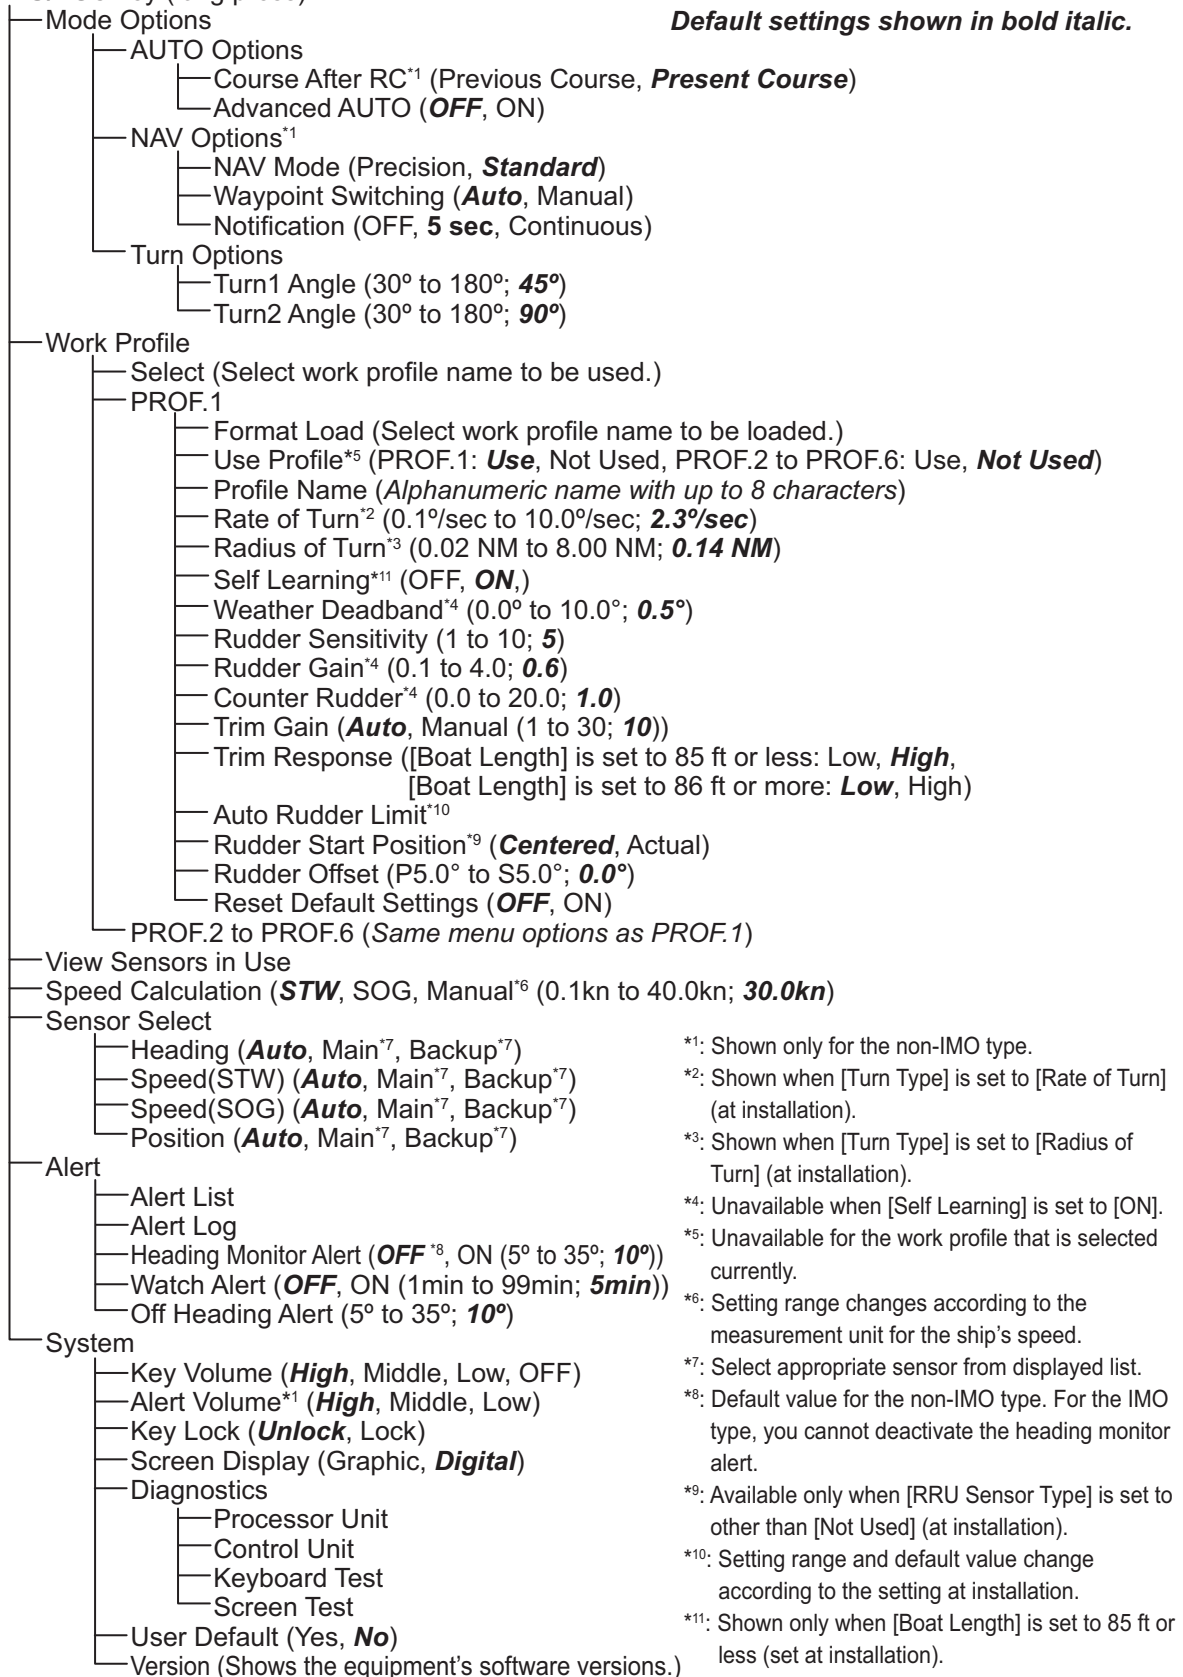 Mode Options
Default settings shown in bold italic.
AUTO Options
Course After RC*1 (Previous Course, Present Course)
Advanced AUTO (OFF, ON)
NAV Options*1
NAV Mode (Precision, Standard)
Waypoint Switching (Auto, Manual)
Notification (OFF, 5 sec, Continuous)
Turn Options
Turn1 Angle (30º to 180º; 45º)
Turn2 Angle (30º to 180º; 90º)
Work Profile
Select (Select work profile name to be used.)
PROF.1
Format Load (Select work profile name to be loaded.)
Use Profile*5 (PROF.1: Use, Not Used, PROF.2 to PROF.6: Use, Not Used)
Profile Name (Alphanumeric name with up to 8 characters)
Rate of Turn*2 (0.1º/sec to 10.0º/sec; 2.3º/sec)
Radius of Turn*3 (0.02 NM to 8.00 NM; 0.14 NM)
Self Learning*11 (OFF, ON,)
Weather Deadband*4 (0.0º to 10.0°; 0.5°)
Rudder Sensitivity (1 to 10; 5)
Rudder Gain*4 (0.1 to 4.0; 0.6)
Counter Rudder*4 (0.0 to 20.0; 1.0)
Trim Gain (Auto, Manual (1 to 30; 10))
Trim Response ([Boat Length] is set to 85 ft or less: Low, High,
[Boat Length] is set to 86 ft or more: Low, High)
Auto Rudder Limit*10
Rudder Start Position*9 (Centered, Actual)
Rudder Offset (P5.0° to S5.0°; 0.0°)
Reset Default Settings (OFF, ON)
PROF.2 to PROF.6 (Same menu options as PROF.1)
View Sensors in Use
Speed Calculation (STW, SOG, Manual*6 (0.1kn to 40.0kn; 30.0kn)
Sensor Select
Heading (Auto, Main*7, Backup*7)
Speed(STW) (Auto, Main*7, Backup*7)
Speed(SOG) (Auto, Main*7, Backup*7)
Position (Auto, Main*7, Backup*7)
Alert
Alert List
Alert Log
Heading Monitor Alert (OFF *8, ON (5º to 35º; 10º))
Watch Alert (OFF, ON (1min to 99min; 5min))
Off Heading Alert (5º to 35º; 10º)
System
Key Volume (High, Middle, Low, OFF)
Alert Volume*1 (High, Middle, Low)
Key Lock (Unlock, Lock)
Screen Display (Graphic, Digital)
Diagnostics
Processor Unit
Control Unit
Keyboard Test
Screen Test
User Default (Yes, No)
Version (Shows the equipment's software versions.)
*1: Shown only for the non-IMO type.
*2: Shown when [Turn Type] is set to [Rate of Turn]
(at installation).
*3: Shown when [Turn Type] is set to [Radius of
Turn] (at installation).
*4: Unavailable when [Self Learning] is set to [ON].
*5: Unavailable for the work profile that is selected
currently.
*6: Setting range changes according to the
measurement unit for the ship's speed.
*7: Select appropriate sensor from displayed list.
*8: Default value for the non-IMO type. For the IMO
type, you cannot deactivate the heading monitor
alert.
*9: Available only when [RRU Sensor Type] is set to
other than [Not Used] (at installation).
*10: Setting range and default value change
according to the setting at installation.
*11: Shown only when [Boat Length] is set to 85 ft or
less (set at installation).